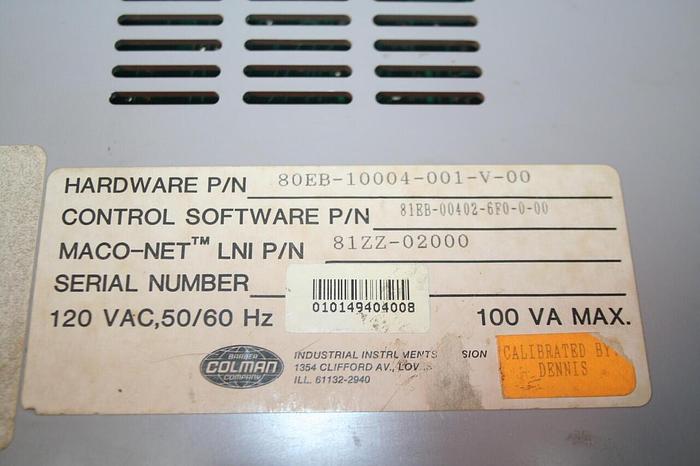 HARDWARE P/N 80EB-10004-001-V-00
CONTROL SOFTWARE P/N 81EB-00402-6F0-0-00
MACO-NET™ LNI P/N 81ZZ-02000
SERIAL NUMBER
010149404008
120 VAC, 50/60 Hz 100 VA MAX.
BARBER
COLMAN
COMPANY
INDUSTRIAL INSTRUMENTS SION
1354 CLIFFORD AV.,
ILL. 61132-2940
CALIBRATED BY:
DENNIS